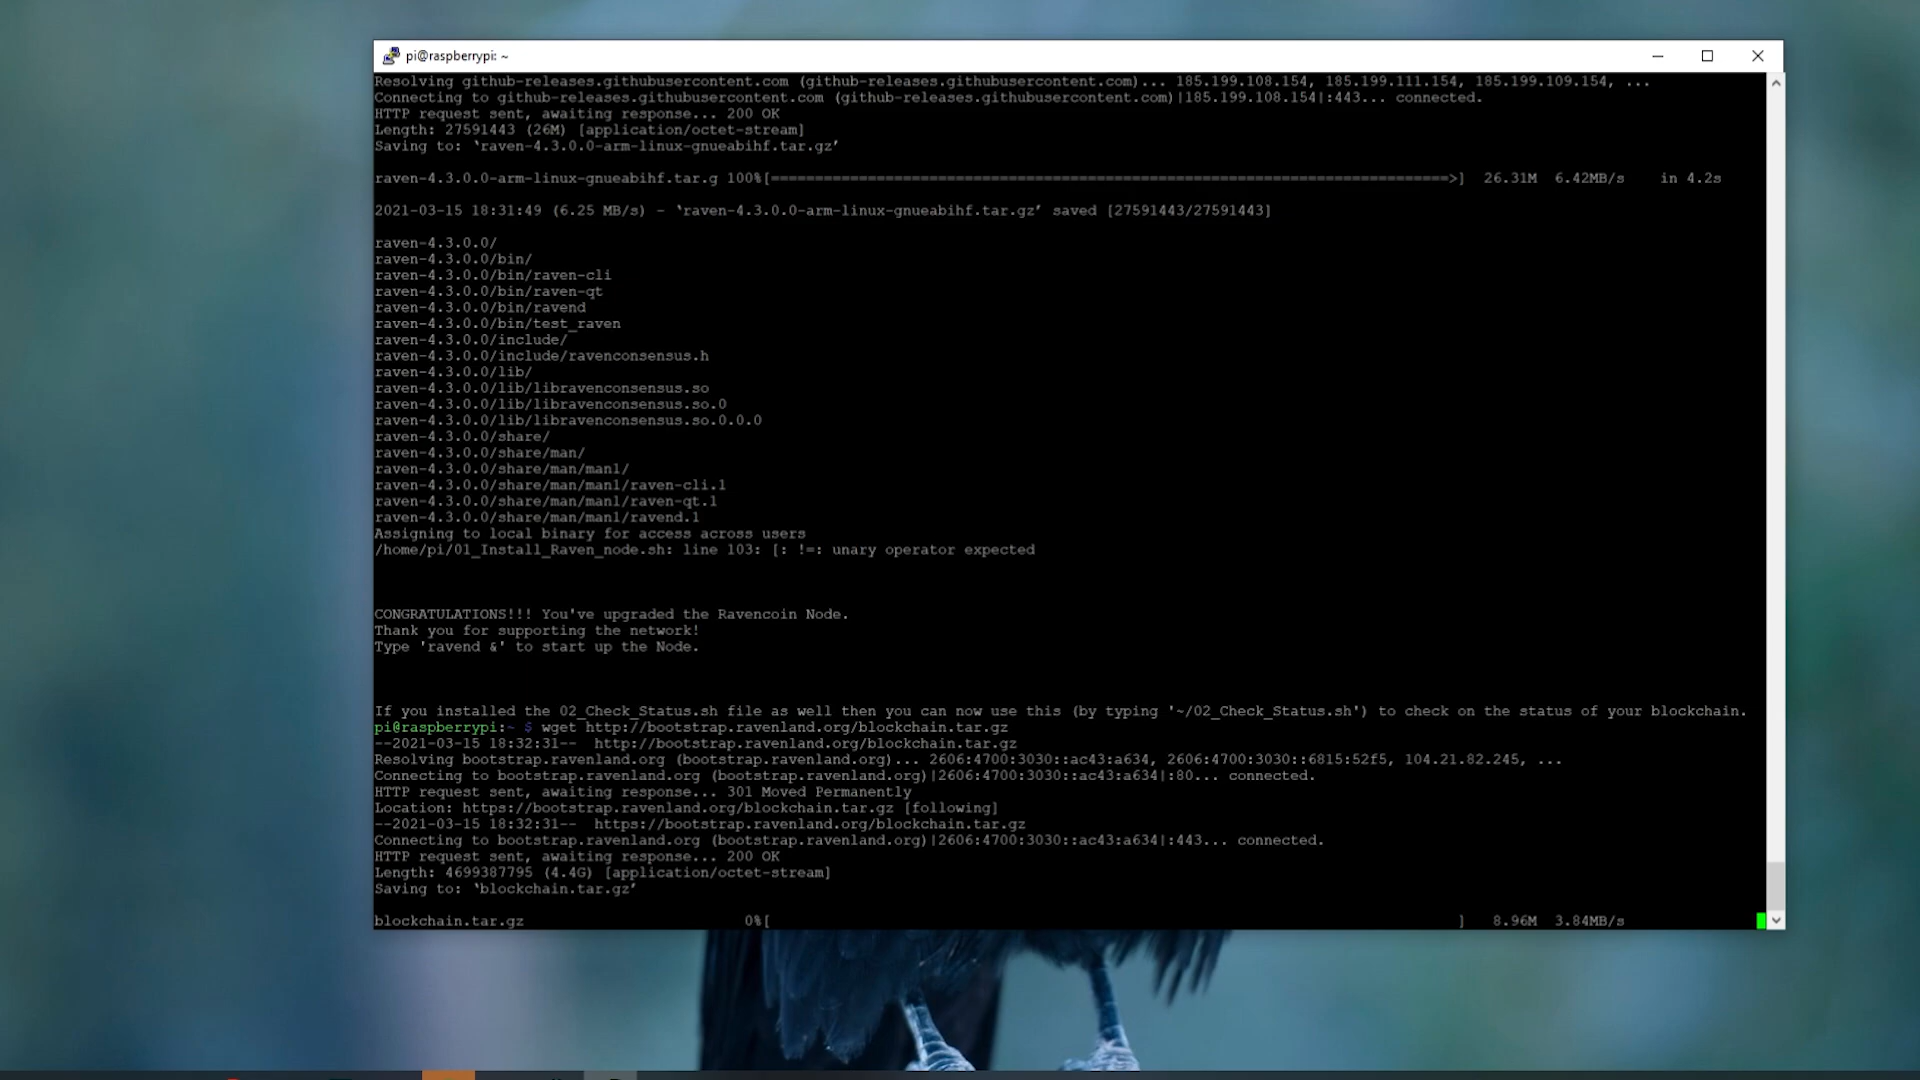 pi@raspberrypi: ~
Resolving github-releases.githubusercontent.com (github-releases.githubusercontent.com)... 185.199.108.154, 185.199.111.154, 185.199.109.154, ...
Connecting to github-releases.githubusercontent.com (github-releases.githubusercontent.com)|185.199.108.154|:443... connected.
HTTP request sent, awaiting response... 200 OK
Length: 27591443 (26M) [application/octet-stream]
Saving to: ‘raven-4.3.0.0-arm-linux-gnueabihf.tar.gz’
raven-4.3.0.0-arm-linux-gnueabihf.tar.g 100%[=============================================================================>] 26.31M 6.42MB/s in 4.2s
2021-03-15 18:31:49 (6.25 MB/s) - ‘raven-4.3.0.0-arm-linux-gnueabihf.tar.gz’ saved [27591443/27591443]
raven-4.3.0.0/
raven-4.3.0.0/bin/
raven-4.3.0.0/bin/raven-cli
raven-4.3.0.0/bin/raven-qt
raven-4.3.0.0/bin/ravend
raven-4.3.0.0/bin/test_raven
raven-4.3.0.0/include/
raven-4.3.0.0/include/ravenconsensus.h
raven-4.3.0.0/lib/
raven-4.3.0.0/lib/libravenconsensus.so
raven-4.3.0.0/lib/libravenconsensus.so.0
raven-4.3.0.0/lib/libravenconsensus.so.0.0.0
raven-4.3.0.0/share/
raven-4.3.0.0/share/man/
raven-4.3.0.0/share/man/man1/
raven-4.3.0.0/share/man/man1/raven-cli.1
raven-4.3.0.0/share/man/man1/raven-qt.1
raven-4.3.0.0/share/man/man1/ravend.1
Assigning to local binary for access across users
/home/pi/01_Install_Raven_node.sh: line 103: [: !=: unary operator expected
CONGRATULATIONS!!! You've upgraded the Ravencoin Node.
Thank you for supporting the network!
Type 'ravend &' to start up the Node.
If you installed the 02_Check_Status.sh file as well then you can now use this (by typing '~/02_Check_Status.sh') to check on the status of your blockchain.
pi@raspberrypi:~ $ wget http://bootstrap.ravenland.org/blockchain.tar.gz
--2021-03-15 18:32:31-- http://bootstrap.ravenland.org/blockchain.tar.gz
Resolving bootstrap.ravenland.org (bootstrap.ravenland.org)... 2606:4700:3030::ac43:a634, 2606:4700:3030::6815:52f5, 104.21.82.245, ...
Connecting to bootstrap.ravenland.org (bootstrap.ravenland.org)|2606:4700:3030::ac43:a634|:80... connected.
HTTP request sent, awaiting response... 301 Moved Permanently
Location: https://bootstrap.ravenland.org/blockchain.tar.gz [following]
--2021-03-15 18:32:31-- https://bootstrap.ravenland.org/blockchain.tar.gz
Connecting to bootstrap.ravenland.org (bootstrap.ravenland.org)|2606:4700:3030::ac43:a634|:443... connected.
HTTP request sent, awaiting response... 200 OK
Length: 4699387795 (4.4G) [application/octet-stream]
Saving to: ‘blockchain.tar.gz’
blockchain.tar.gz 0%[ ] 8.96M 3.84MB/s